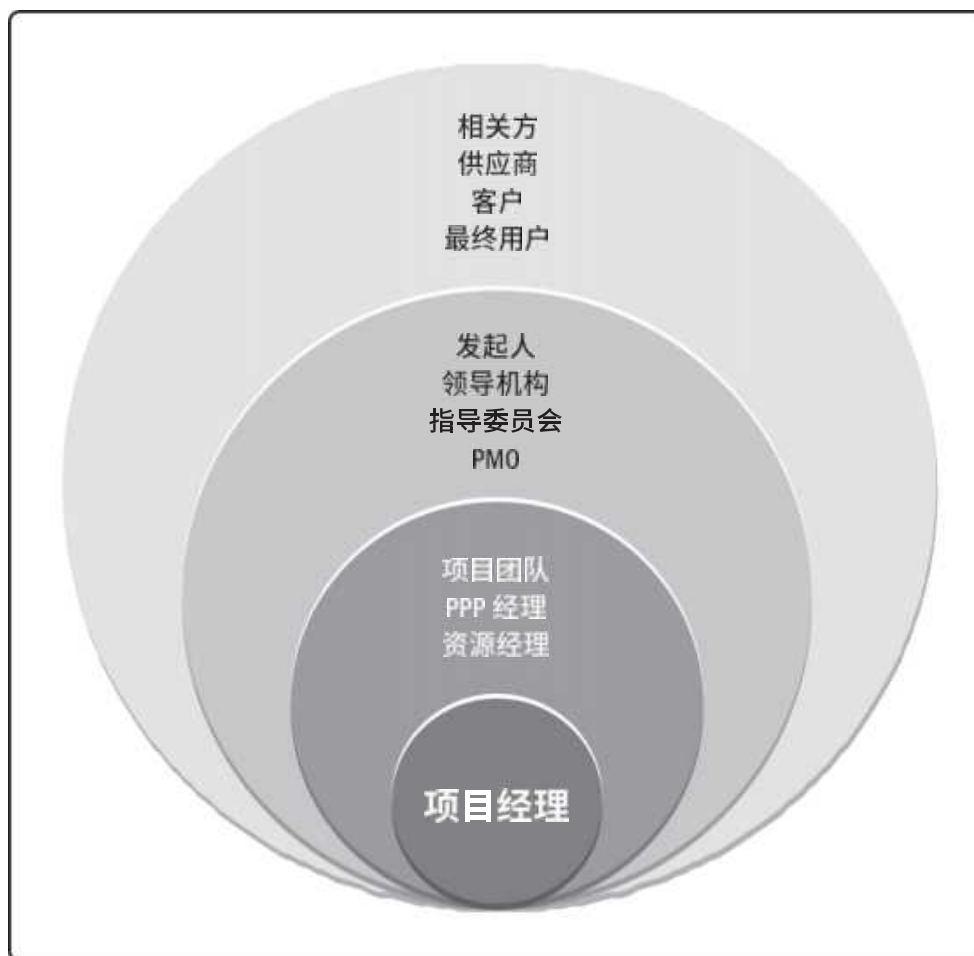 相关方
供应商
客户
最终用户
发起人
领导机构
指导委员会
PMO
项目团队
PPP 经理
资源经理
项目经理